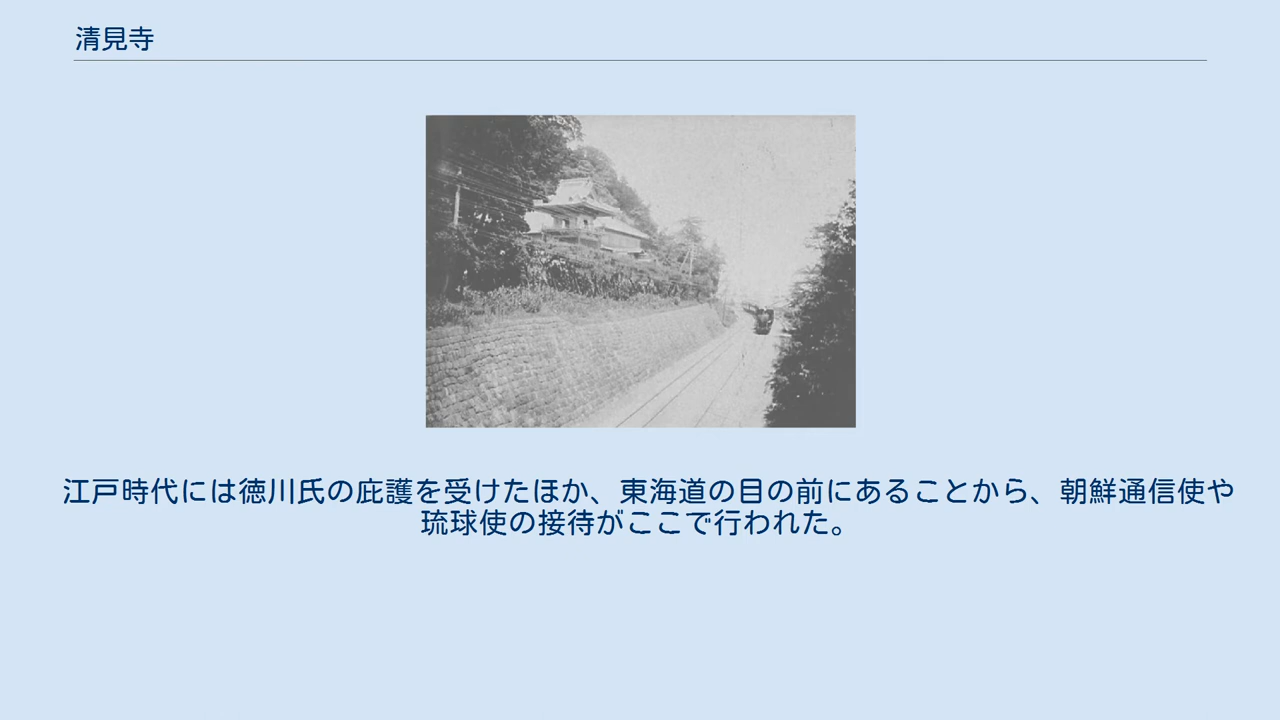 清見寺
江戸時代には徳川氏の庇護を受けたほか、東海道の目の前にあることから、朝鮮通信使や
琉球使の接待がここで行われた。